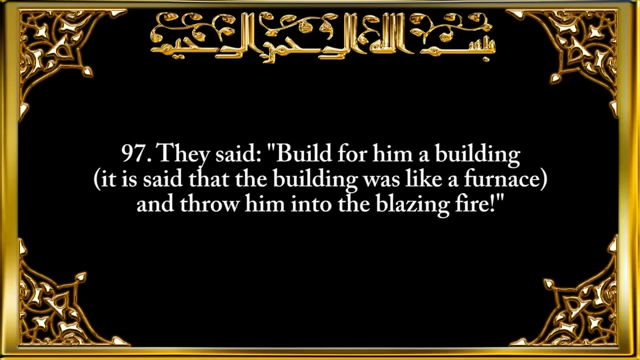 بسم الله الرحمن الرحيم
97. They said: "Build for him a building
(it is said that the building was like a furnace)
and throw him into the blazing fire!"